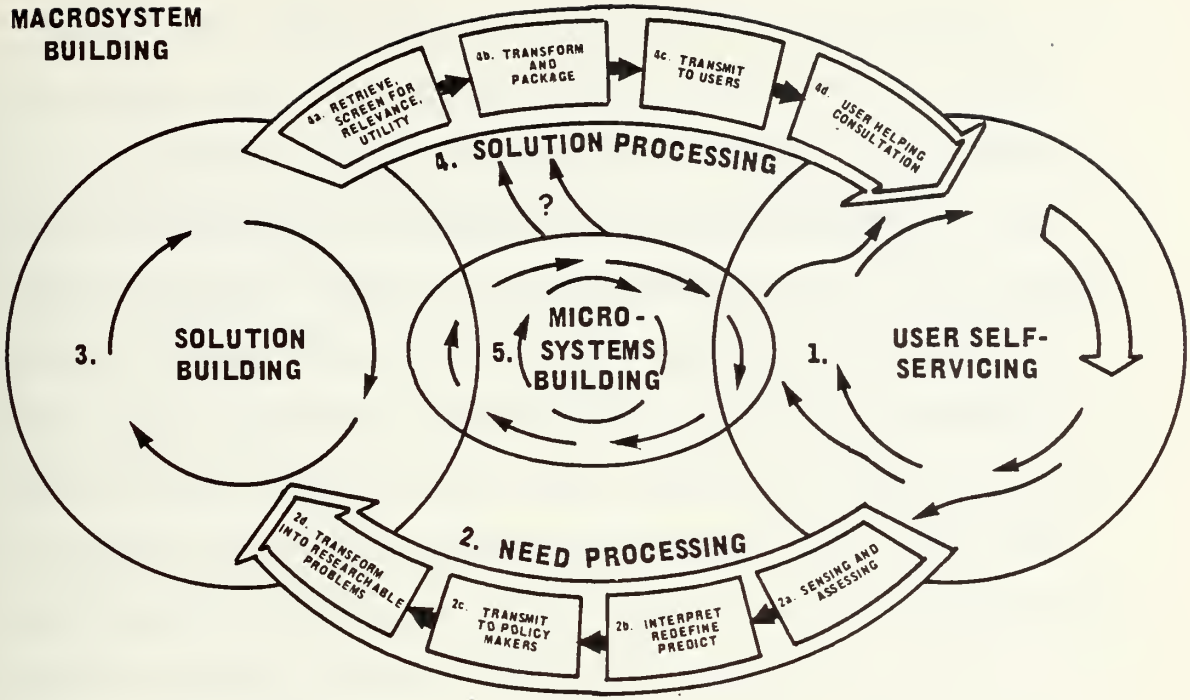 MACROSYSTEM
BUILDING
4a. RETRIEVE,
SCREEN FOR
RELEVANCE,
UTILITY
4b. TRANSFORM
AND
PACKAGE
4c. TRANSMIT
TO USERS
4d. USER HELPING
CONSULTATION
4. SOLUTION PROCESSING
?
3. SOLUTION
BUILDING
5. MICRO-
SYSTEMS
BUILDING
1. USER SELF-
SERVICING
2. NEED PROCESSING
2d. TRANSFORM
INTO RESEARCHABLE
PROBLEMS
2c. TRANSMIT
TO POLICY
MAKERS
2b. INTERPRET
REDEFINE
PREDICT
2a. SENSING AND
ASSESSING